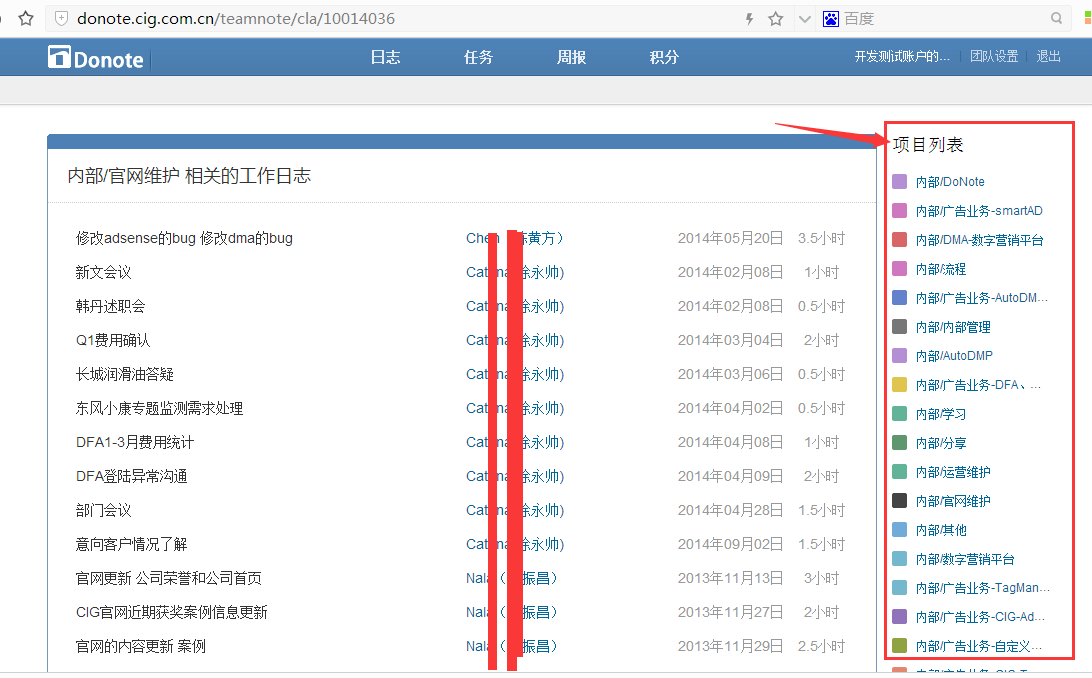 donote.cig.com.cn/teamnote/cla/10014036 百度
Donote 日志 任务 周报 积分 开发测试账户的... 团队设置 退出
内部/官网维护 相关的工作日志
修改adsense的bug 修改dma的bug Chen 黄方） 2014年05月20日 3.5小时
新文会议 Cat 永帅) 2014年02月08日 1小时
韩丹述职会 Cat 永帅) 2014年02月08日 0.5小时
Q1费用确认 Cat 永帅) 2014年03月04日 2小时
长城润滑油答疑 Cat 永帅) 2014年03月06日 0.5小时
东风小康专题监测需求处理 Cat 永帅) 2014年04月02日 0.5小时
DFA1-3月费用统计 Cat 永帅) 2014年04月08日 1小时
DFA登陆异常沟通 Cat 永帅) 2014年04月09日 2小时
部门会议 Cat 永帅) 2014年04月28日 1.5小时
意向客户情况了解 Cat 永帅) 2014年09月02日 1.5小时
官网更新 公司荣誉和公司首页 Nala（ 振昌） 2013年11月13日 3小时
CIG官网近期获奖案例信息更新 Nala（ 振昌） 2013年11月27日 2小时
官网的内容更新 案例 Nala（ 振昌） 2013年11月29日 2.5小时
项目列表
内部/DoNote
内部/广告业务-smartAD
内部/DMA-数字营销平台
内部/流程
内部/广告业务-AutoDM...
内部/内部管理
内部/AutoDMP
内部/广告业务-DFA、...
内部/学习
内部/分享
内部/运营维护
内部/官网维护
内部/其他
内部/数字营销平台
内部/广告业务-TagMan...
内部/广告业务-CIG-Ad...
内部/广告业务-自定义...